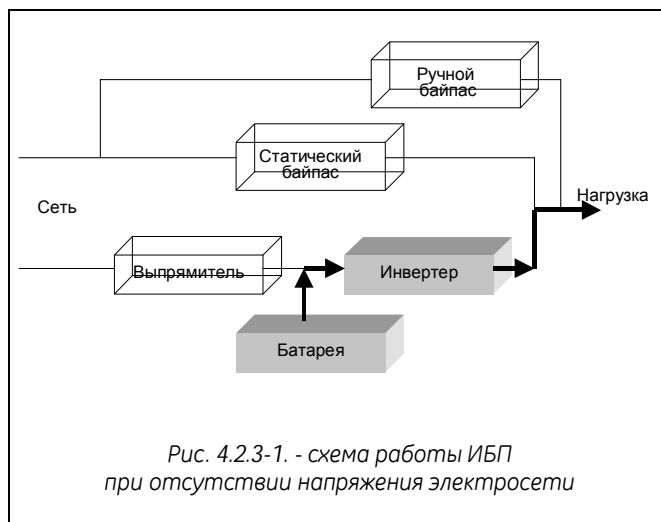 Ручной
байпас
Статический
байпас
Сеть
Нагрузка
Выпрямитель
Инвертер
Батарея
Рис. 4.2.3-1. - схема работы ИБП
при отсутствии напряжения электросети